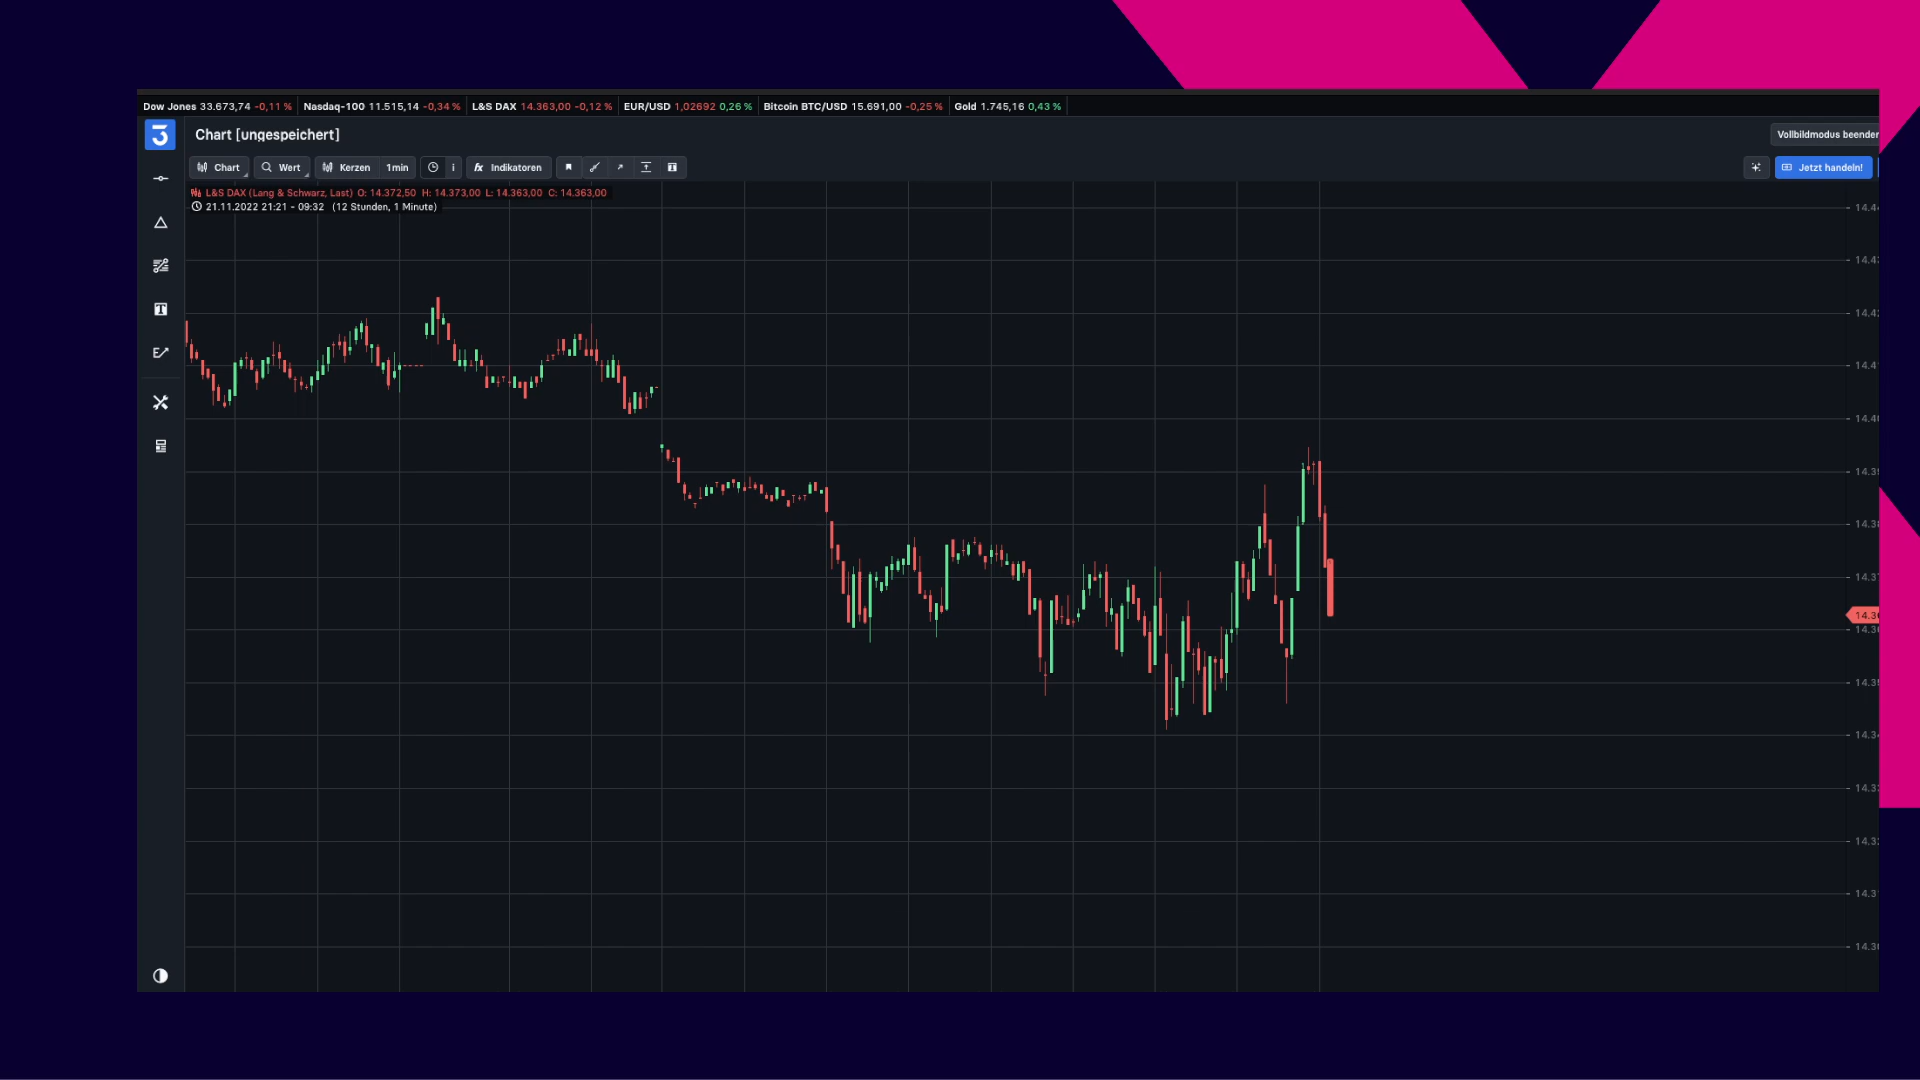 Dow Jones 33.673,74 -0,11 % Nasdaq-100 11.515,14 -0,34 % L&S DAX 14.363,00 -0,12 % EUR/USD 1,02692 0,26 % Bitcoin BTC/USD 15.691,00 -0,25 % Gold 1.745,16 0,43 %
Chart [ungespeichert]
Vollbildmodus beenden
Chart Wert Kerzen 1min Indikatoren
Jetzt handeln!
L&S DAX (Lang & Schwarz, Last) O: 14.372,50 H: 14.373,00 L: 14.363,00 C: 14.363,00
21.11.2022 21:21 - 09:32 (12 Stunden, 1 Minute)